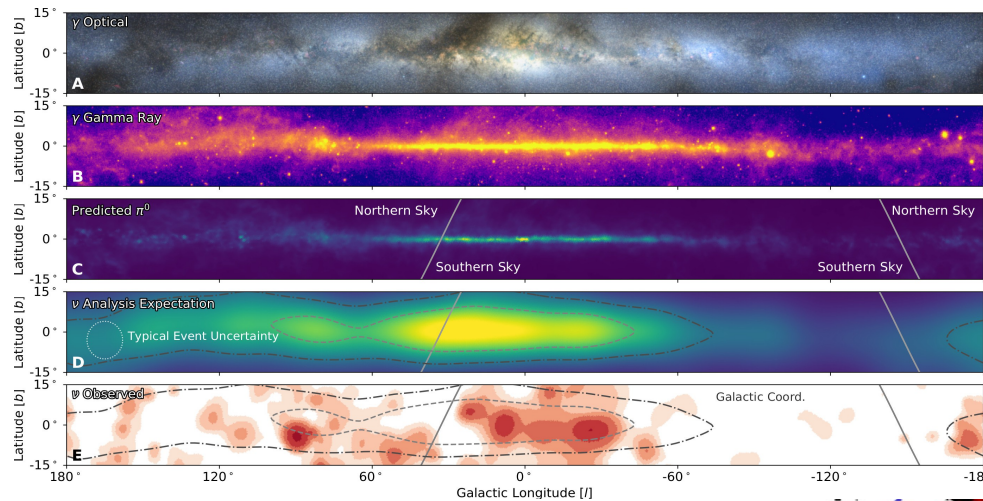 15°
γ Optical
Latitude [b]
0°
-15°
A
15°
γ Gamma Ray
Latitude [b]
0°
-15°
B
15°
Predicted π⁰
Northern Sky
Northern Sky
Latitude [b]
0°
Southern Sky
Southern Sky
-15°
C
15°
ν Analysis Expectation
Latitude [b]
0°
Typical Event Uncertainty
-15°
D
15°
ν Observed
Galactic Coord.
Latitude [b]
0°
-15°
E
180°
120°
60°
0°
-60°
-120°
-18
Galactic Longitude [l]